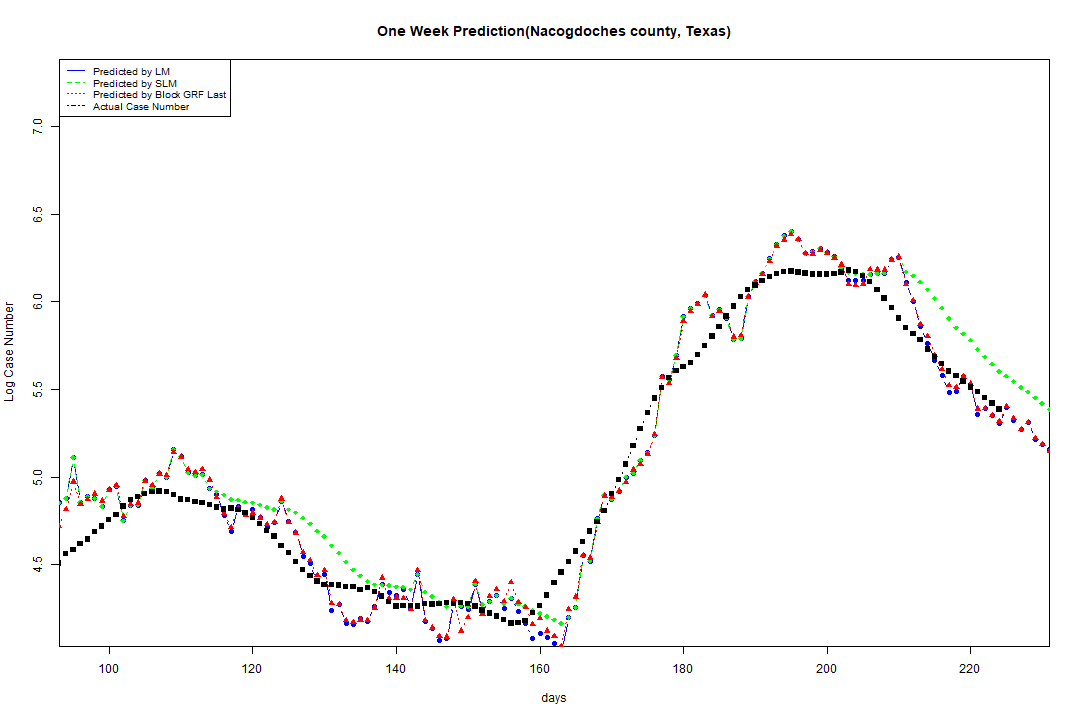 One Week Prediction(Nacogdoches county, Texas)
Predicted by LM
Predicted by SLM
Predicted by Block GRF Last
Actual Case Number
7.0
6.5
6.0
5.5
5.0
4.5
Log Case Number
100 120 140 160 180 200 220
days